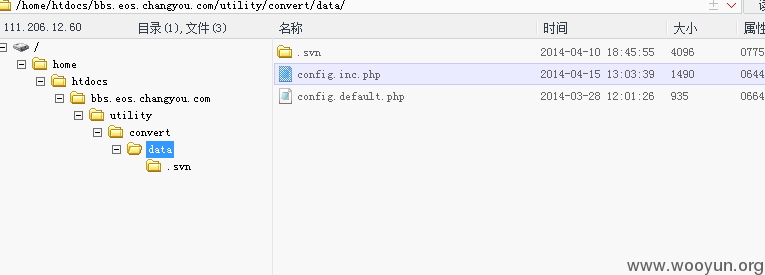 /home/htdocs/bbs.eos.changyou.com/utility/convert/data/
111.206.12.60 目录(1),文件(3) 名称 时间 大小 属性
/
home
htdocs
bbs.eos.changyou.com
utility
convert
data
.svn
.svn 2014-04-10 18:45:55 4096 0775
config.inc.php 2014-04-15 13:03:39 1490 0644
config.default.php 2014-03-28 12:01:26 935 0664
www.wooyun.org